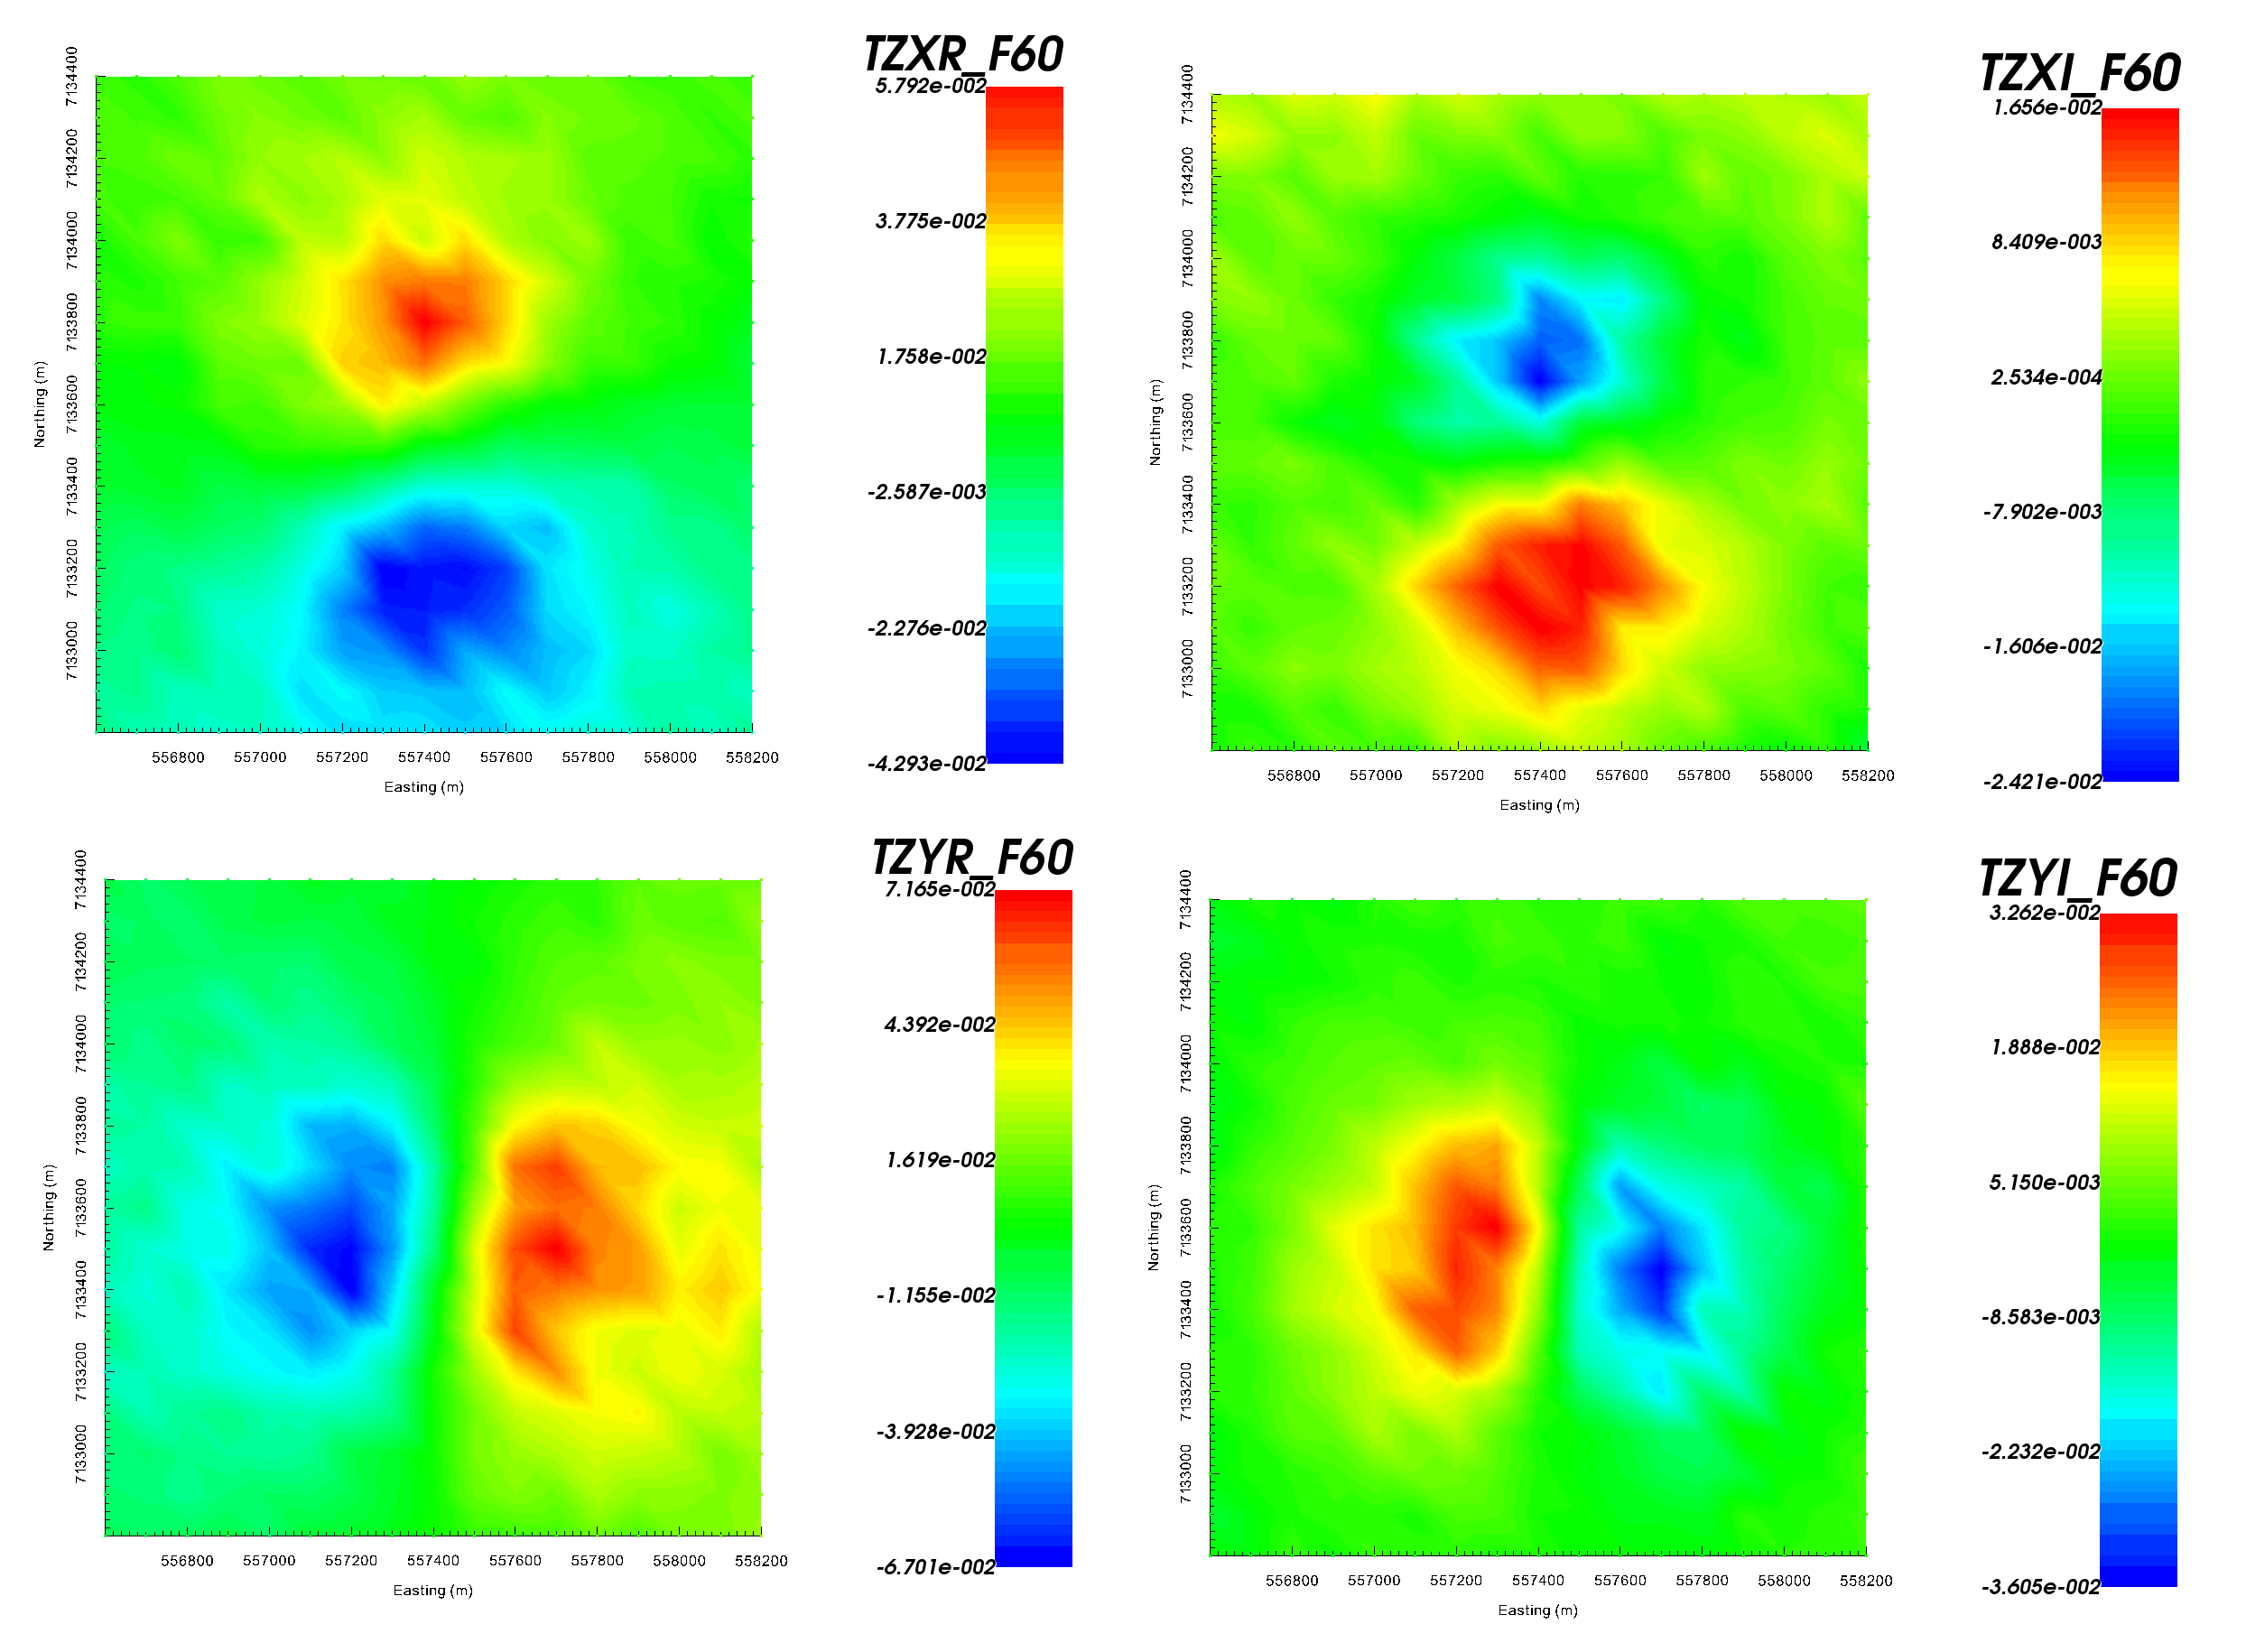 TZXR_F60
5.792e-002
3.775e-002
1.758e-002
-2.587e-003
-2.276e-002
-4.293e-002
7134400
7134200
7134000
7133800
7133600
7133400
7133200
7133000
Northing (m)
556800 557000 557200 557400 557600 557800 558000 558200
Easting (m)
TZXI_F60
1.656e-002
8.409e-003
2.534e-004
-7.902e-003
-1.606e-002
-2.421e-002
7134400
7134200
7134000
7133800
7133600
7133400
7133200
7133000
Northing (m)
556800 557000 557200 557400 557600 557800 558000 558200
Easting (m)
TZYR_F60
7.165e-002
4.392e-002
1.619e-002
-1.155e-002
-3.928e-002
-6.701e-002
7134400
7134200
7134000
7133800
7133600
7133400
7133200
7133000
Northing (m)
556800 557000 557200 557400 557600 557800 558000 558200
Easting (m)
TZYI_F60
3.262e-002
1.888e-002
5.150e-003
-8.583e-003
-2.232e-002
-3.605e-002
7134400
7134200
7134000
7133800
7133600
7133400
7133200
7133000
Northing (m)
556800 557000 557200 557400 557600 557800 558000 558200
Easting (m)